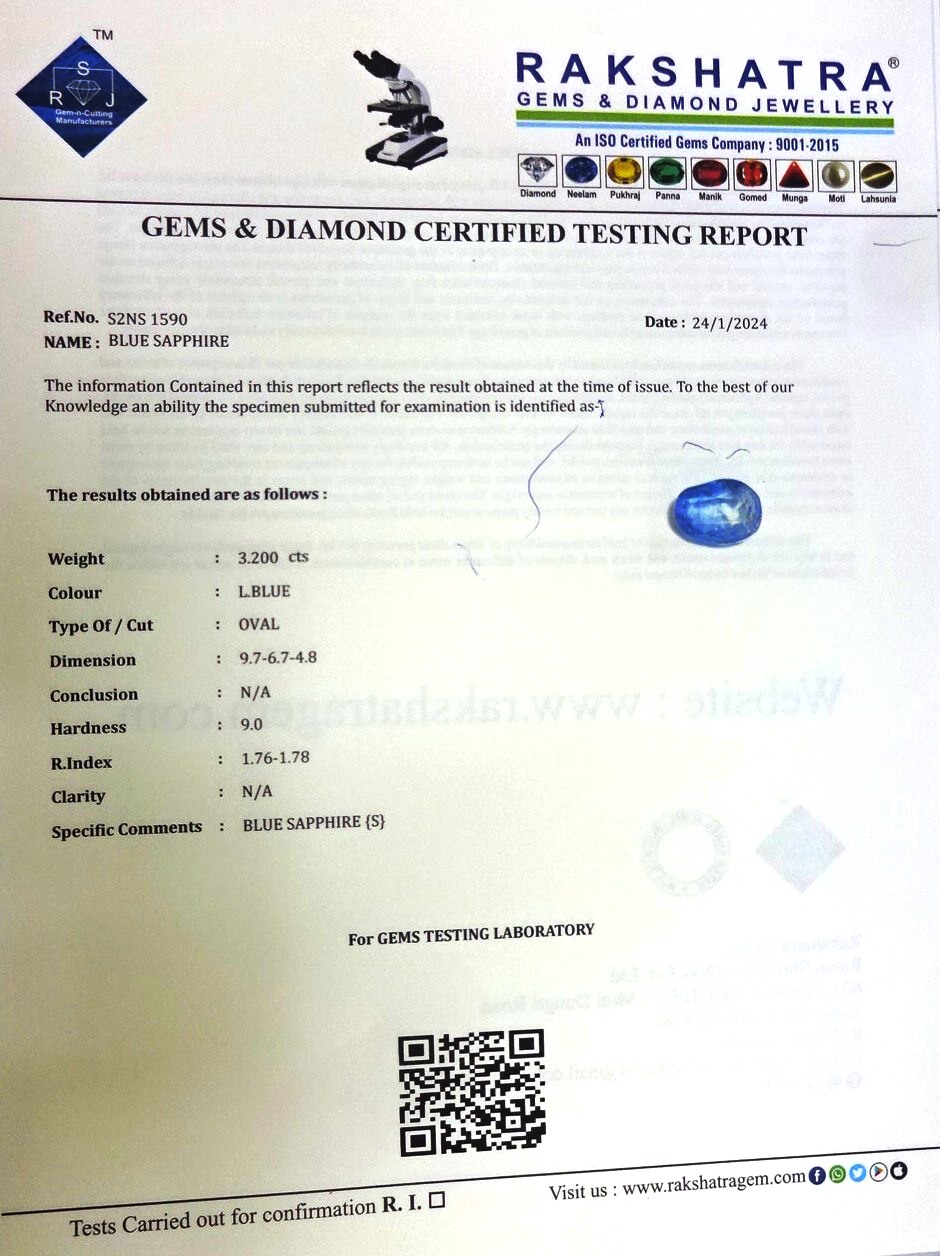 TM
S
R J
Gem-n-Cutting
Manufacturers
RAKSHATRA®
GEMS & DIAMOND JEWELLERY
An ISO Certified Gems Company : 9001-2015
Diamond Neelam Pukhraj Panna Manik Gomed Munga Moti Lahsunia
GEMS & DIAMOND CERTIFIED TESTING REPORT
Ref.No. S2NS 1590
Date : 24/1/2024
NAME : BLUE SAPPHIRE
The information Contained in this report reflects the result obtained at the time of issue. To the best of our
Knowledge an ability the specimen submitted for examination is identified as-
The results obtained are as follows :
Weight : 3.200 cts
Colour : L.BLUE
Type Of / Cut : OVAL
Dimension : 9.7-6.7-4.8
Conclusion : N/A
Hardness : 9.0
R.Index : 1.76-1.78
Clarity : N/A
Specific Comments : BLUE SAPPHIRE {S}
Website : www.rakshatragem.com
For GEMS TESTING LABORATORY
Tests Carried out for confirmation R. I. ☐
Visit us : www.rakshatragem.com